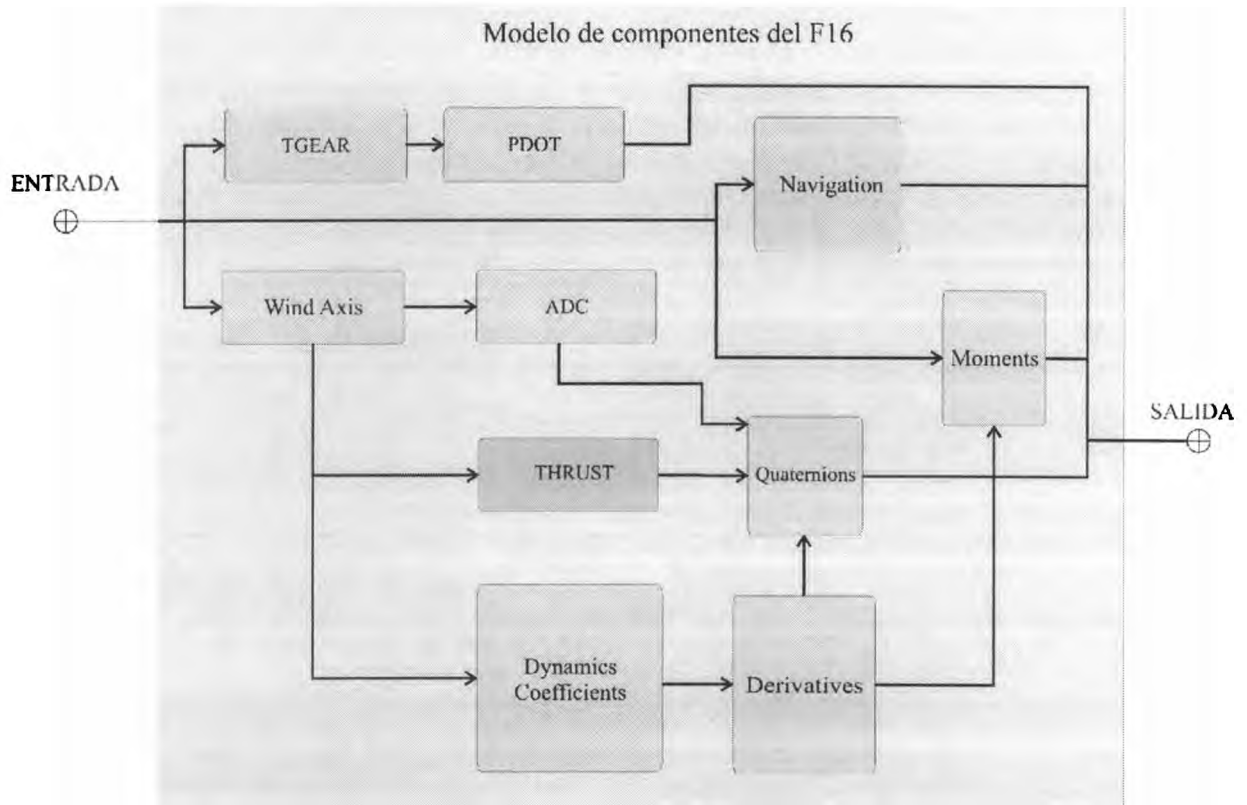 Modelo de componentes del F16
TGEAR
PDOT
ENTRADA
Navigation
Wind Axis
ADC
Moments
SALIDA
THRUST
Quaternions
Dynamics
Coefficients
Derivatives